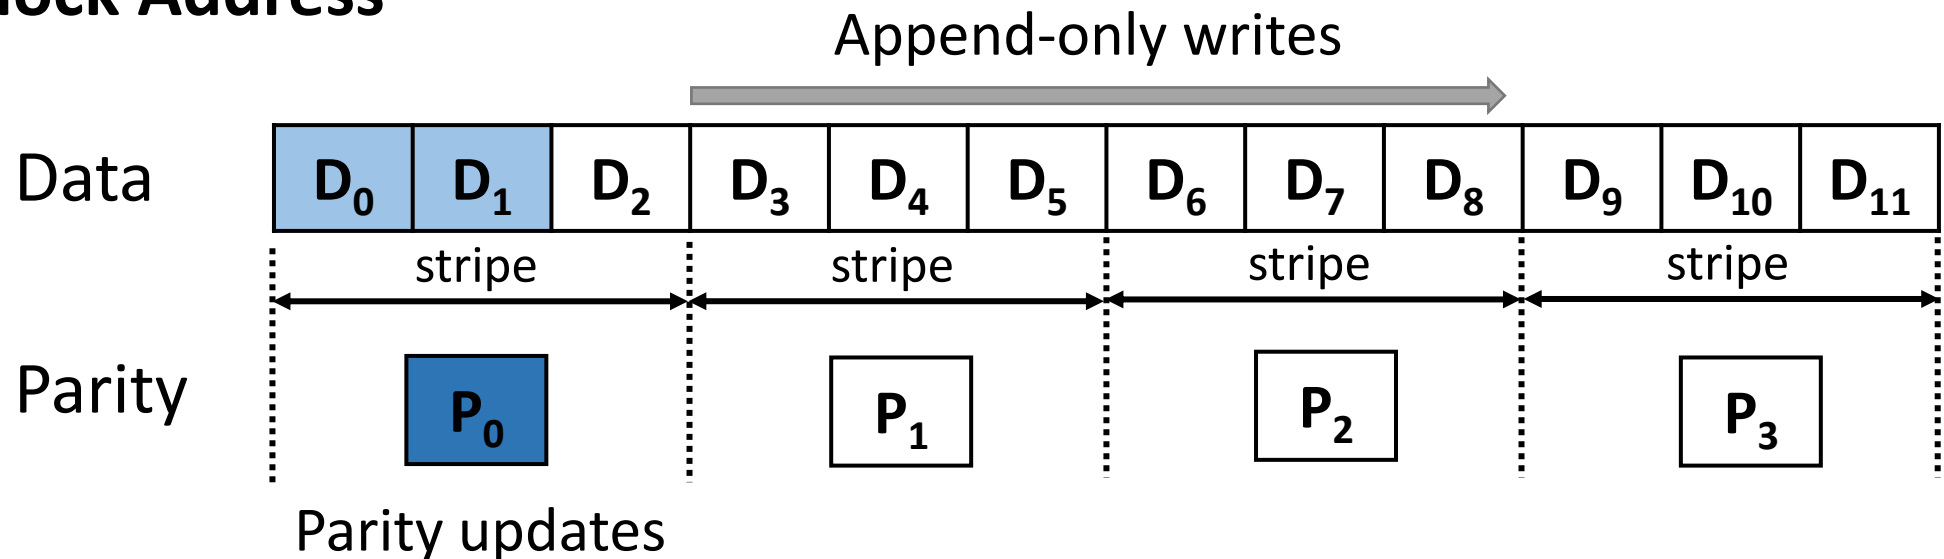 Address
Append-only writes
Data D₀ D₁ D₂ D₃ D₄ D₅ D₆ D₇ D₈ D₉ D₁₀ D₁₁
stripe stripe stripe stripe
Parity P₀ P₁ P₂ P₃
Parity updates